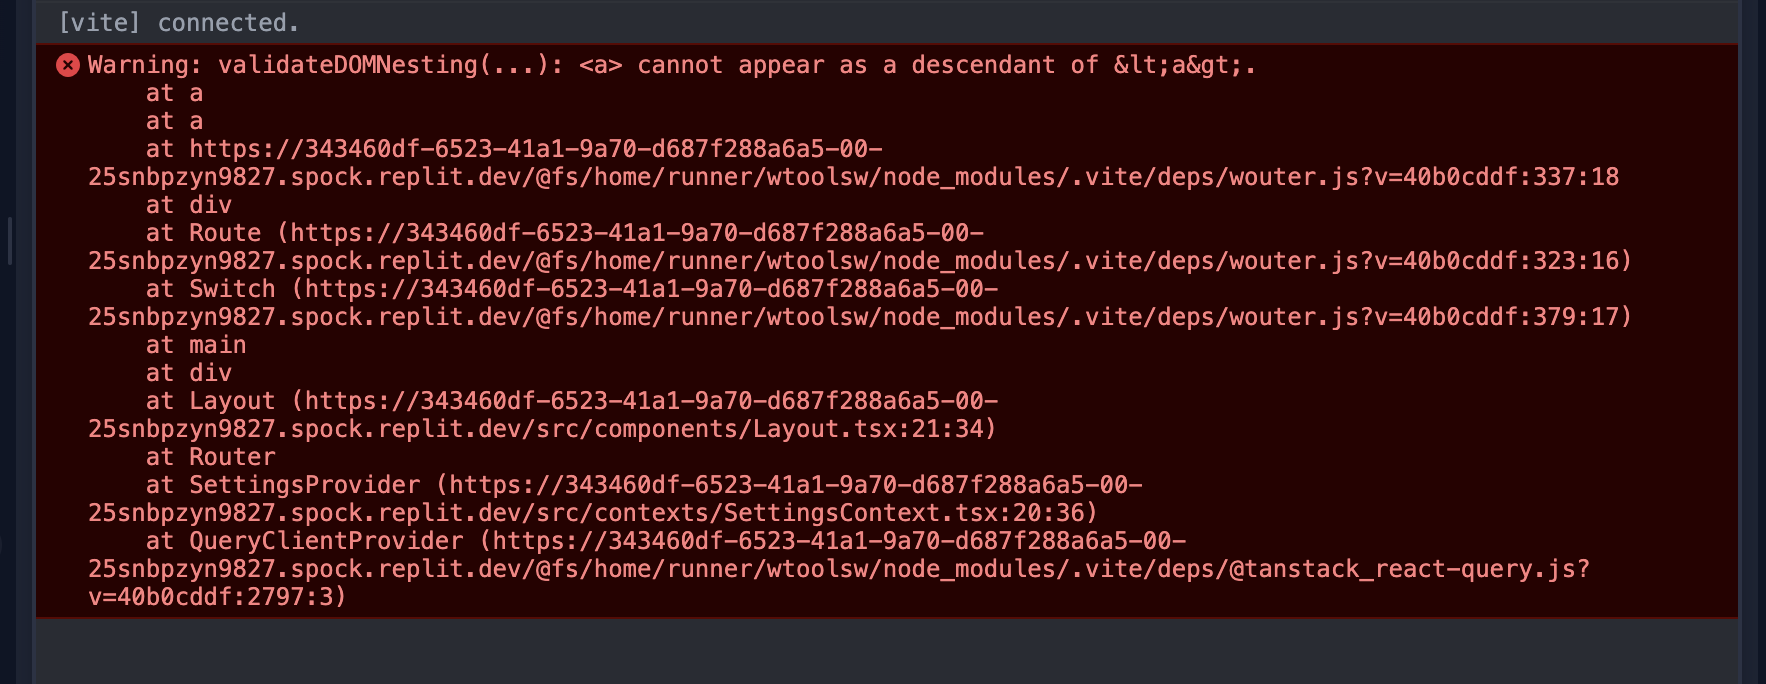 [vite] connected.
Warning: validateDOMNesting(...): <a> cannot appear as a descendant of &lt;a&gt;.
at a
at a
at https://343460df-6523-41a1-9a70-d687f288a6a5-00-
25snbpzyn9827.spock.replit.dev/@fs/home/runner/wtoolsw/node_modules/.vite/deps/wouter.js?v=40b0cddf:337:18
at div
at Route (https://343460df-6523-41a1-9a70-d687f288a6a5-00-
25snbpzyn9827.spock.replit.dev/@fs/home/runner/wtoolsw/node_modules/.vite/deps/wouter.js?v=40b0cddf:323:16)
at Switch (https://343460df-6523-41a1-9a70-d687f288a6a5-00-
25snbpzyn9827.spock.replit.dev/@fs/home/runner/wtoolsw/node_modules/.vite/deps/wouter.js?v=40b0cddf:379:17)
at main
at div
at Layout (https://343460df-6523-41a1-9a70-d687f288a6a5-00-
25snbpzyn9827.spock.replit.dev/src/components/Layout.tsx:21:34)
at Router
at SettingsProvider (https://343460df-6523-41a1-9a70-d687f288a6a5-00-
25snbpzyn9827.spock.replit.dev/src/contexts/SettingsContext.tsx:20:36)
at QueryClientProvider (https://343460df-6523-41a1-9a70-d687f288a6a5-00-
25snbpzyn9827.spock.replit.dev/@fs/home/runner/wtoolsw/node_modules/.vite/deps/@tanstack_react-query.js?
v=40b0cddf:2797:3)